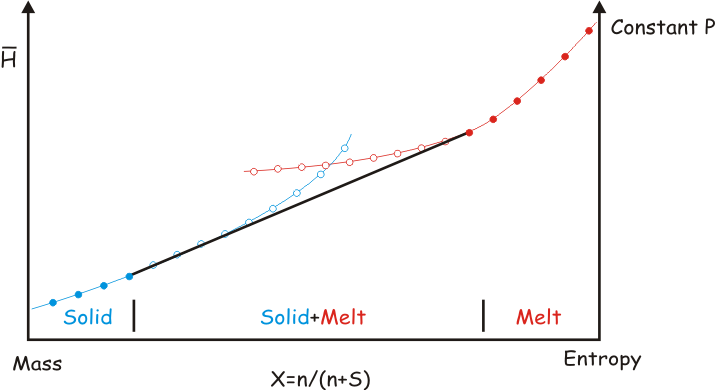 Constant P
H̅
Solid
Solid+Melt
Melt
Mass
Entropy
X=n/(n+S)